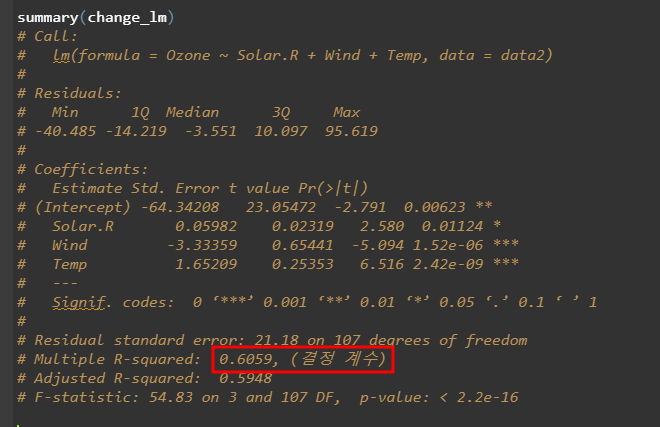 summary(change_lm)
# Call:
#   lm(formula = Ozone ~ Solar.R + Wind + Temp, data = data2)
#
# Residuals:
#   Min      1Q  Median      3Q     Max
# -40.485 -14.219  -3.551  10.097  95.619
#
# Coefficients:
#   Estimate Std. Error t value Pr(>|t|)
# (Intercept) -64.34208   23.05472  -2.791  0.00623 **
#   Solar.R       0.05982    0.02319   2.580  0.01124 *
#   Wind         -3.33359    0.65441  -5.094 1.52e-06 ***
#   Temp          1.65209    0.25353   6.516 2.42e-09 ***
#   ---
#   Signif. codes:  0 ‘***’ 0.001 ‘**’ 0.01 ‘*’ 0.05 ‘.’ 0.1 ‘ ’ 1
#
# Residual standard error: 21.18 on 107 degrees of freedom
# Multiple R-squared:  0.6059, (결정 계수)
# Adjusted R-squared:  0.5948
# F-statistic: 54.83 on 3 and 107 DF,  p-value: < 2.2e-16